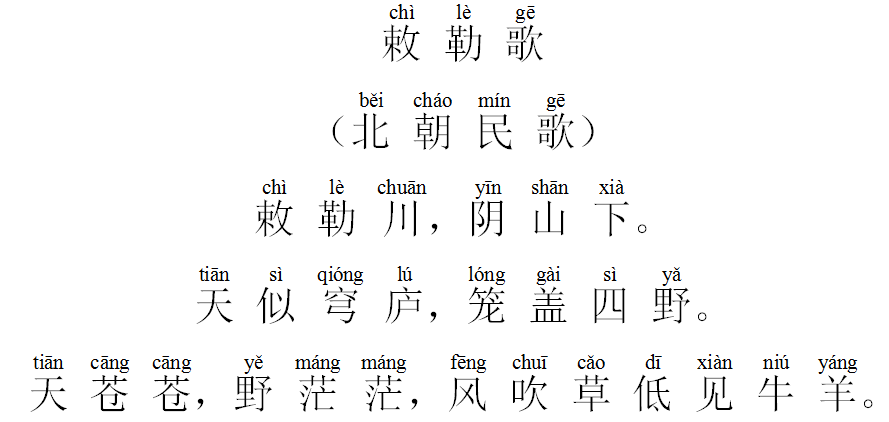 chì lè gē
敕勒歌
běi cháo mín gē
（北朝民歌）
chì lè chuān yīn shān xià
敕勒川，阴山下。
tiān sì qióng lú lóng gài sì yǎ
天似穹庐，笼盖四野。
tiān cāng cāng yě máng máng fēng chuī cǎo dī xiàn niú yáng
天苍苍，野茫茫，风吹草低见牛羊。